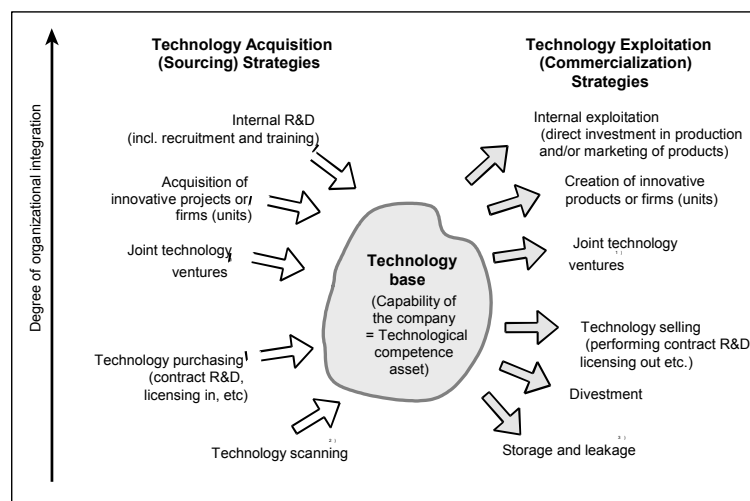 Technology Acquisition
(Sourcing) Strategies
Technology Exploitation
(Commercialization)
Strategies
Degree of organizational integration
Internal R&D
(incl. recruitment and training)
Acquisition of
innovative projects or
firms (units)
Joint technology
ventures
Technology purchasing
(contract R&D,
licensing in, etc)
2)
Technology scanning
Technology
base
(Capability of
the company
= Technological
competence
asset)
Internal exploitation
(direct investment in production
and/or marketing of products)
Creation of innovative
products or firms (units)
Joint technology
1)
ventures
Technology selling
(performing contract R&D
licensing out etc.)
Divestment
Storage and leakage